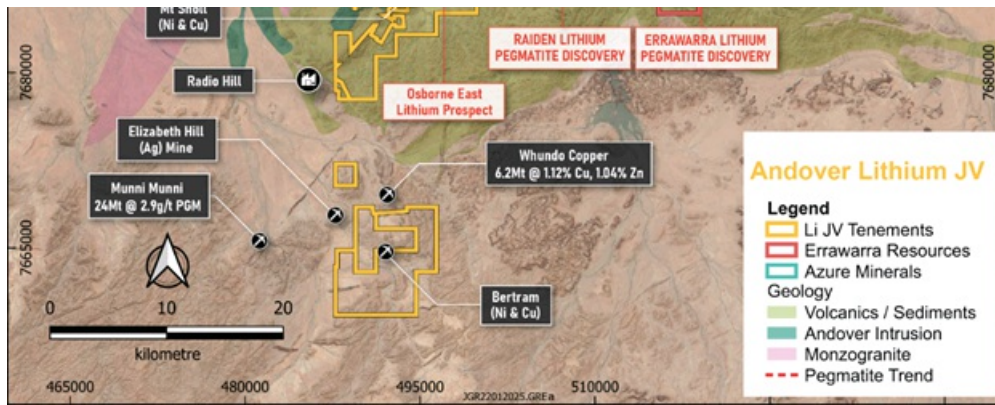 Mt Sholl
(Ni & Cu)
7680000
Radio Hill
RAIDEN LITHIUM
PEGMATITE DISCOVERY
ERRAWARRA LITHIUM
PEGMATITE DISCOVERY
7680000
Osborne East
Lithium Prospect
Elizabeth Hill
(Ag) Mine
Whundo Copper
6.2Mt @ 1.12% Cu, 1.04% Zn
Munni Munni
24Mt @ 2.9g/t PGM
7665000
Bertram
(Ni & Cu)
0 10 20
kilometre
465000 480000 495000 510000
JGR22012025.GREa
Andover Lithium JV
Legend
Li JV Tenements
Errawarra Resources
Azure Minerals
Geology
Volcanics / Sediments
Andover Intrusion
Monzogranite
Pegmatite Trend